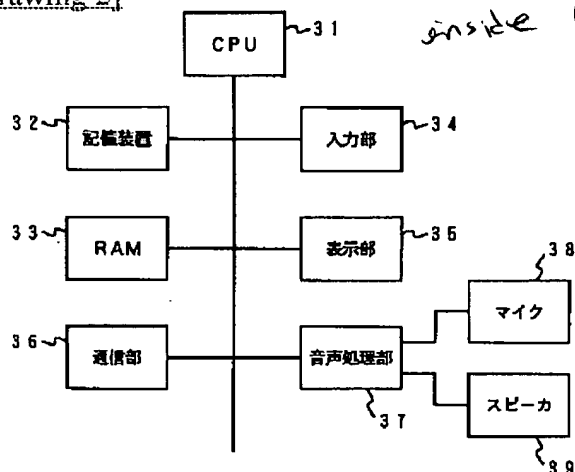 rawing 2]
inside
CPU
31
32
記憶装置
入力部
34
33
RAM
表示部
35
38
マイク
36
通信部
音声処理部
37
スピーカ
39